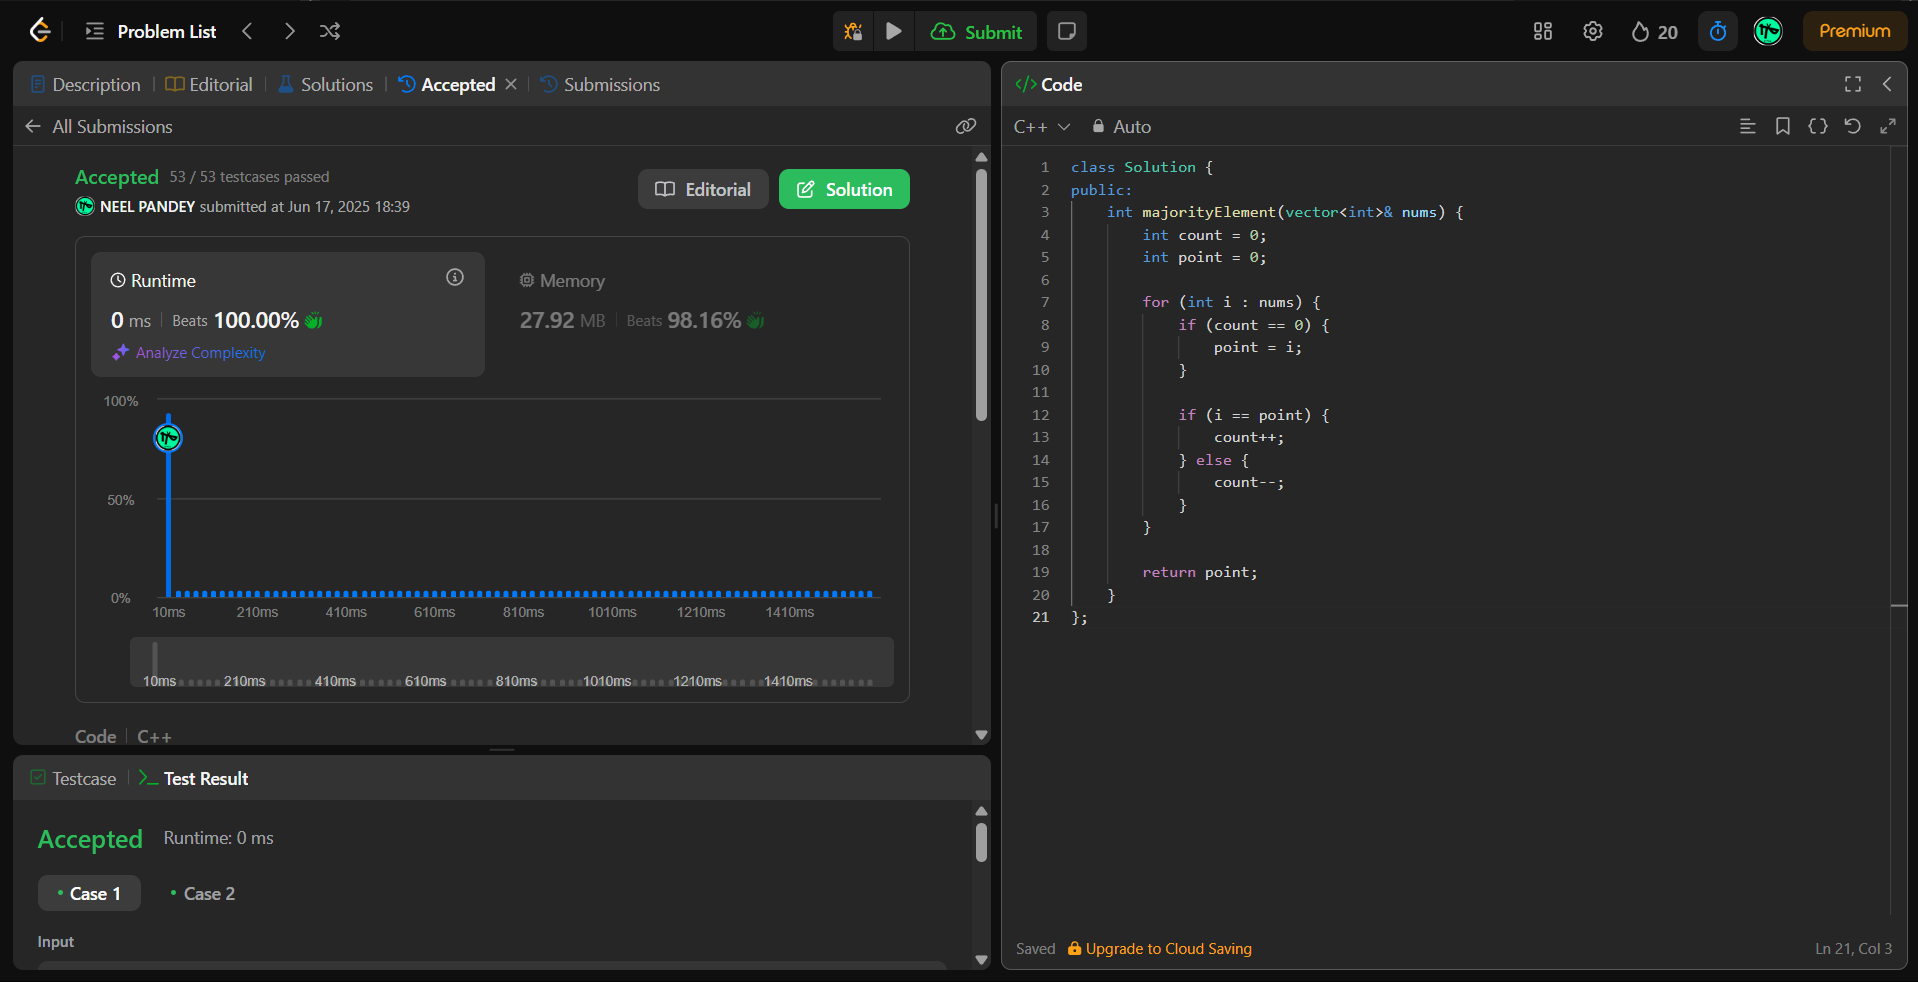 Problem List
Submit
20
Premium
Description
Editorial
Solutions
Accepted
Submissions
All Submissions
Accepted 53 / 53 testcases passed
NEEL PANDEY submitted at Jun 17, 2025 18:39
Editorial
Solution
Runtime
0 ms Beats 100.00%
Analyze Complexity
Memory
27.92 MB Beats 98.16%
100%
50%
0%
10ms 210ms 410ms 610ms 810ms 1010ms 1210ms 1410ms
10ms 210ms 410ms 610ms 810ms 1010ms 1210ms 1410ms
Code C++
Testcase
>_ Test Result
Accepted Runtime: 0 ms
Case 1
Case 2
Input
</> Code
C++ Auto
1 class Solution {
2 public:
3     int majorityElement(vector<int>& nums) {
4         int count = 0;
5         int point = 0;
6
7         for (int i : nums) {
8             if (count == 0) {
9                 point = i;
10             }
11
12             if (i == point) {
13                 count++;
14             } else {
15                 count--;
16             }
17         }
18
19         return point;
20     }
21 };
Saved Upgrade to Cloud Saving
Ln 21, Col 3